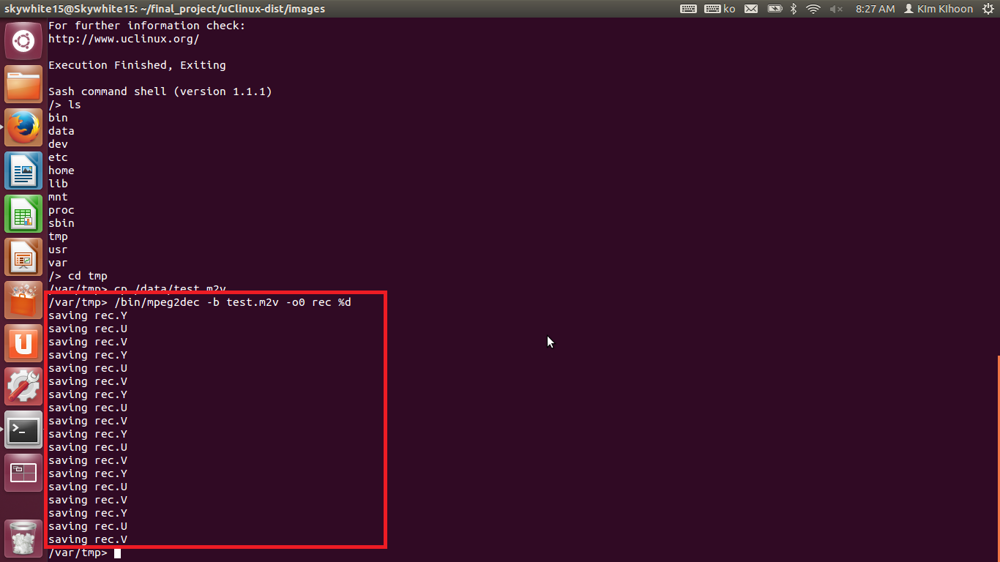 skywhite15@Skywhite15: ~/final_project/uClinux-dist/images
ko 8:27 AM KIm KIhoon
For further information check:
http://www.uclinux.org/
Execution Finished, Exiting
Sash command shell (version 1.1.1)
/> ls
bin
data
dev
etc
home
lib
mnt
proc
sbin
tmp
usr
var
/> cd tmp
/var/tmp> cp /data/test.m2v
/var/tmp> /bin/mpeg2dec -b test.m2v -o0 rec %d
saving rec.Y
saving rec.U
saving rec.V
saving rec.Y
saving rec.U
saving rec.V
saving rec.Y
saving rec.U
saving rec.V
saving rec.Y
saving rec.U
saving rec.V
saving rec.Y
saving rec.U
saving rec.V
saving rec.Y
saving rec.U
saving rec.V
/var/tmp>